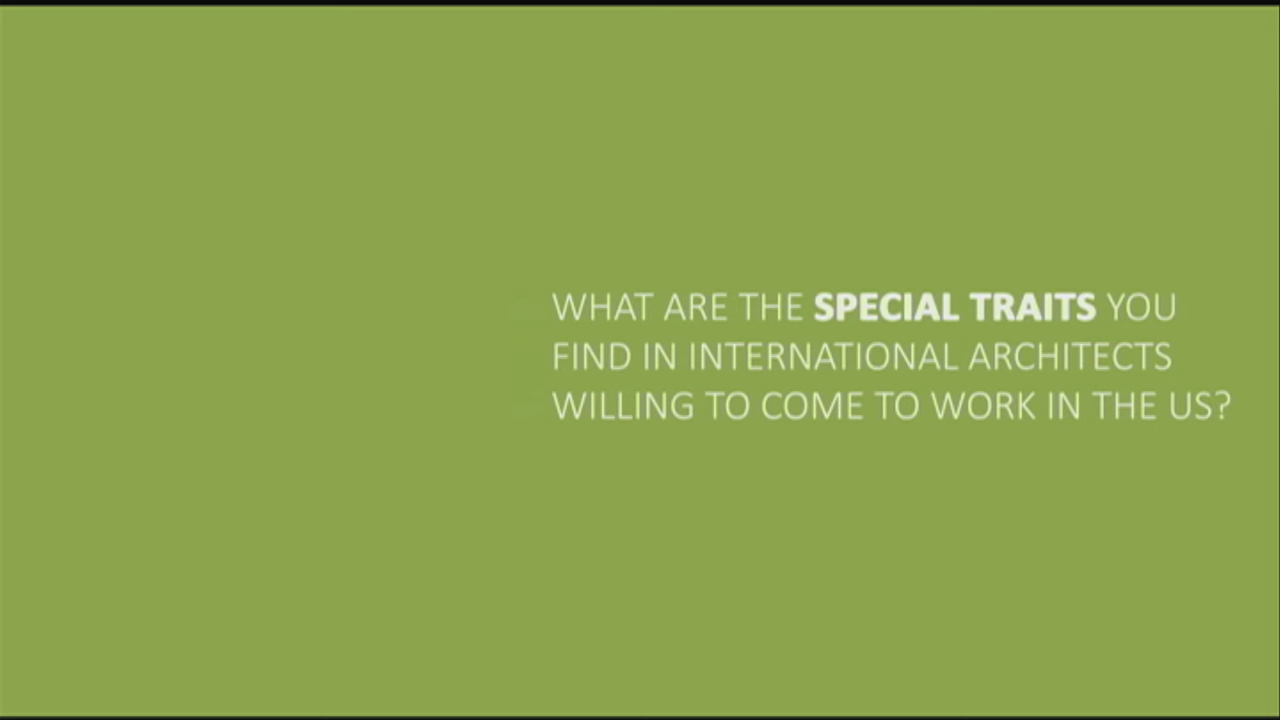 WHAT ARE THE SPECIAL TRAITS YOU
FIND IN INTERNATIONAL ARCHITECTS
WILLING TO COME TO WORK IN THE US?